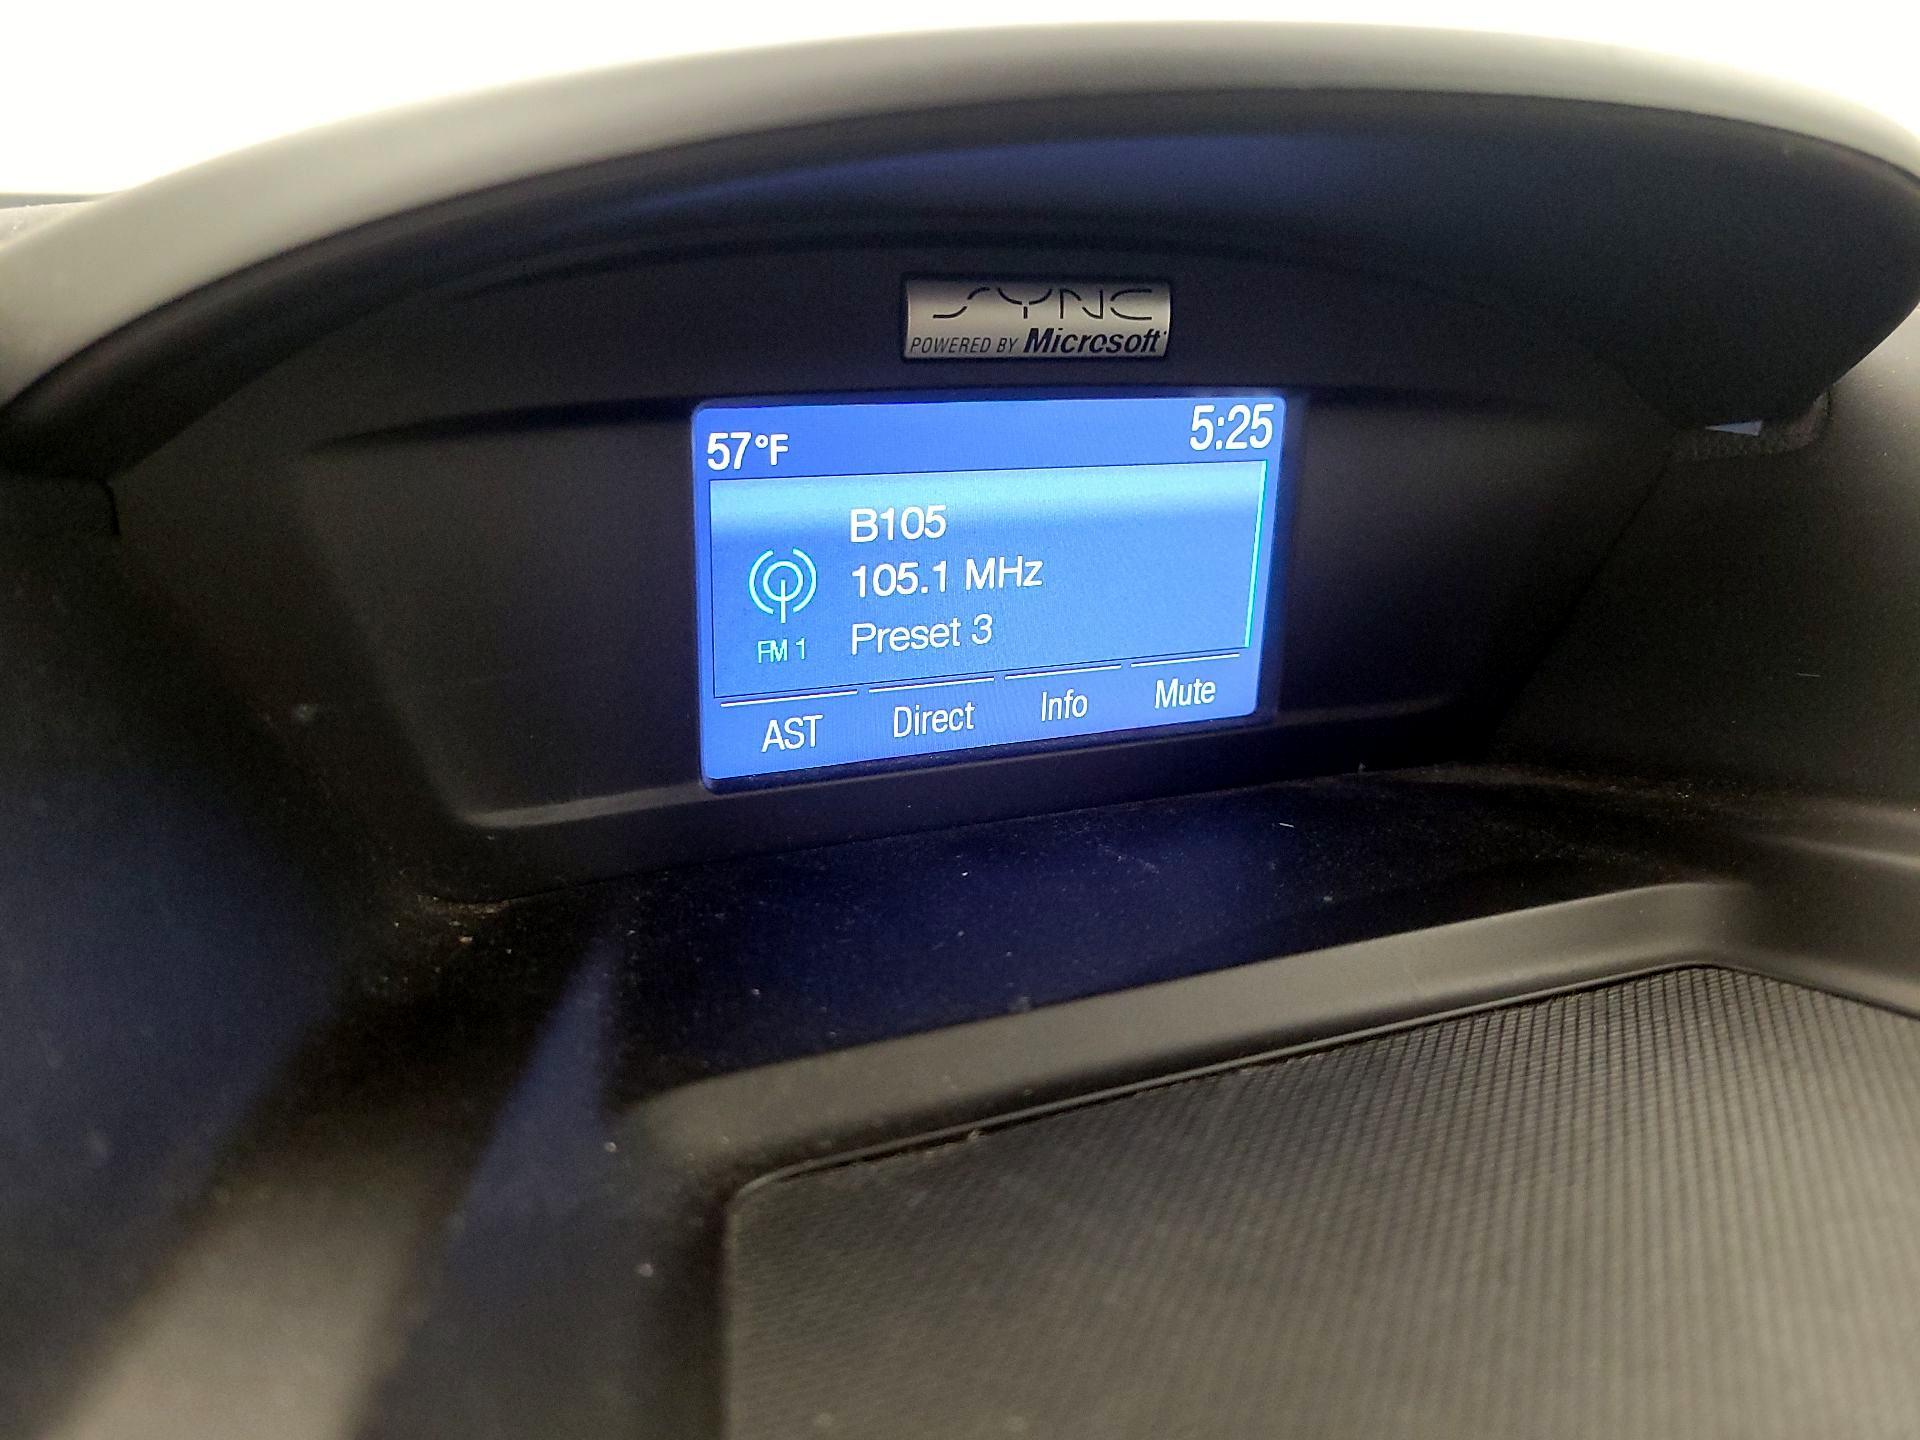 SYNC
POWERED BY Microsoft
57°F 5:25
B105
105.1 MHz
FM 1
Preset 3
AST Direct Info Mute